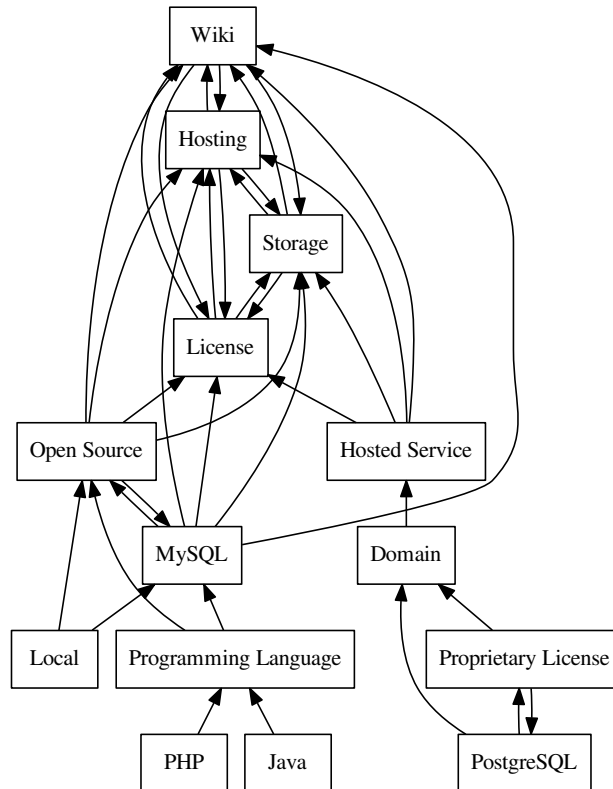 Wiki
Hosting
Storage
License
Open Source
Hosted Service
MySQL
Domain
Local
Programming Language
Proprietary License
PHP
Java
PostgreSQL